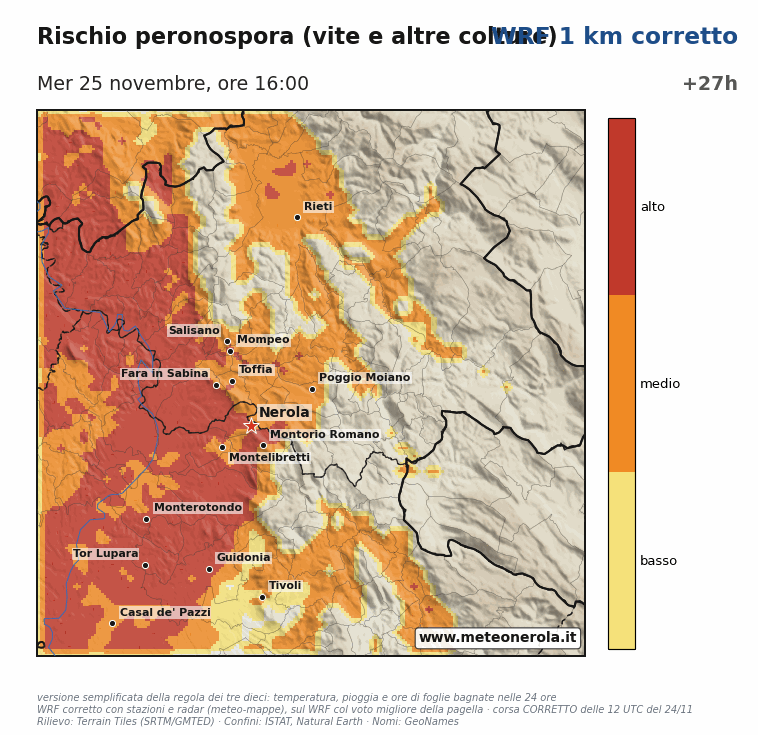 Rischio peronospora (vite e altre colture)
WRF 1 km corretto
Mer 25 novembre, ore 16:00
+27h
alto
Rieti
Salisano
Mompeo
Toffia
Fara in Sabina
Poggio Moiano
medio
Nerola
Montorio Romano
Montelibretti
Monterotondo
Tor Lupara
Guidonia
basso
Tivoli
Casal de' Pazzi
www.meteonerola.it
versione semplificata della regola dei tre dieci: temperatura, pioggia e ore di foglie bagnate nelle 24 ore
WRF corretto con stazioni e radar (meteo-mappe), sul WRF col voto migliore della pagella · corsa CORRETTO delle 12 UTC del 24/11
Rilievo: Terrain Tiles (SRTM/GMTED) · Confini: ISTAT, Natural Earth · Nomi: GeoNames